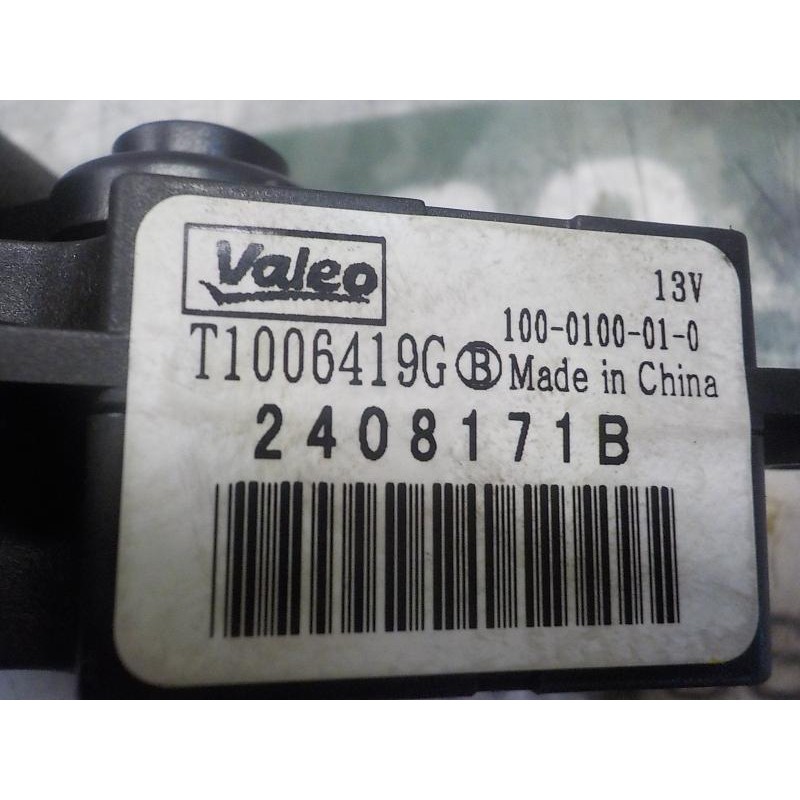 Valeo
13V
100-0100-01-0
T1006419G Ⓑ Made in China
2408171B